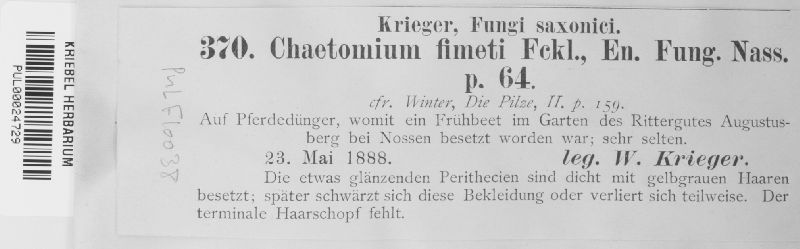 Krieger, Fungi saxonici.
370. Chaetomium fimeti Fckl., En. Fung. Nass.
p. 64.
cfr. Winter, Die Pilze, II. p. 159.
Auf Pferdedünger, womit ein Frühbeet im Garten des Rittergutes Augustus-
berg bei Nossen besetzt worden war; sehr selten.
23. Mai 1888. leg. W. Krieger.
Die etwas glänzenden Perithecien sind dicht mit gelbgrauen Haaren
besetzt; später schwärzt sich diese Bekleidung oder verliert sich teilweise. Der
terminale Haarschopf fehlt.
KRIEBEL HERBARIUM
PUL00024729
PUL F19038